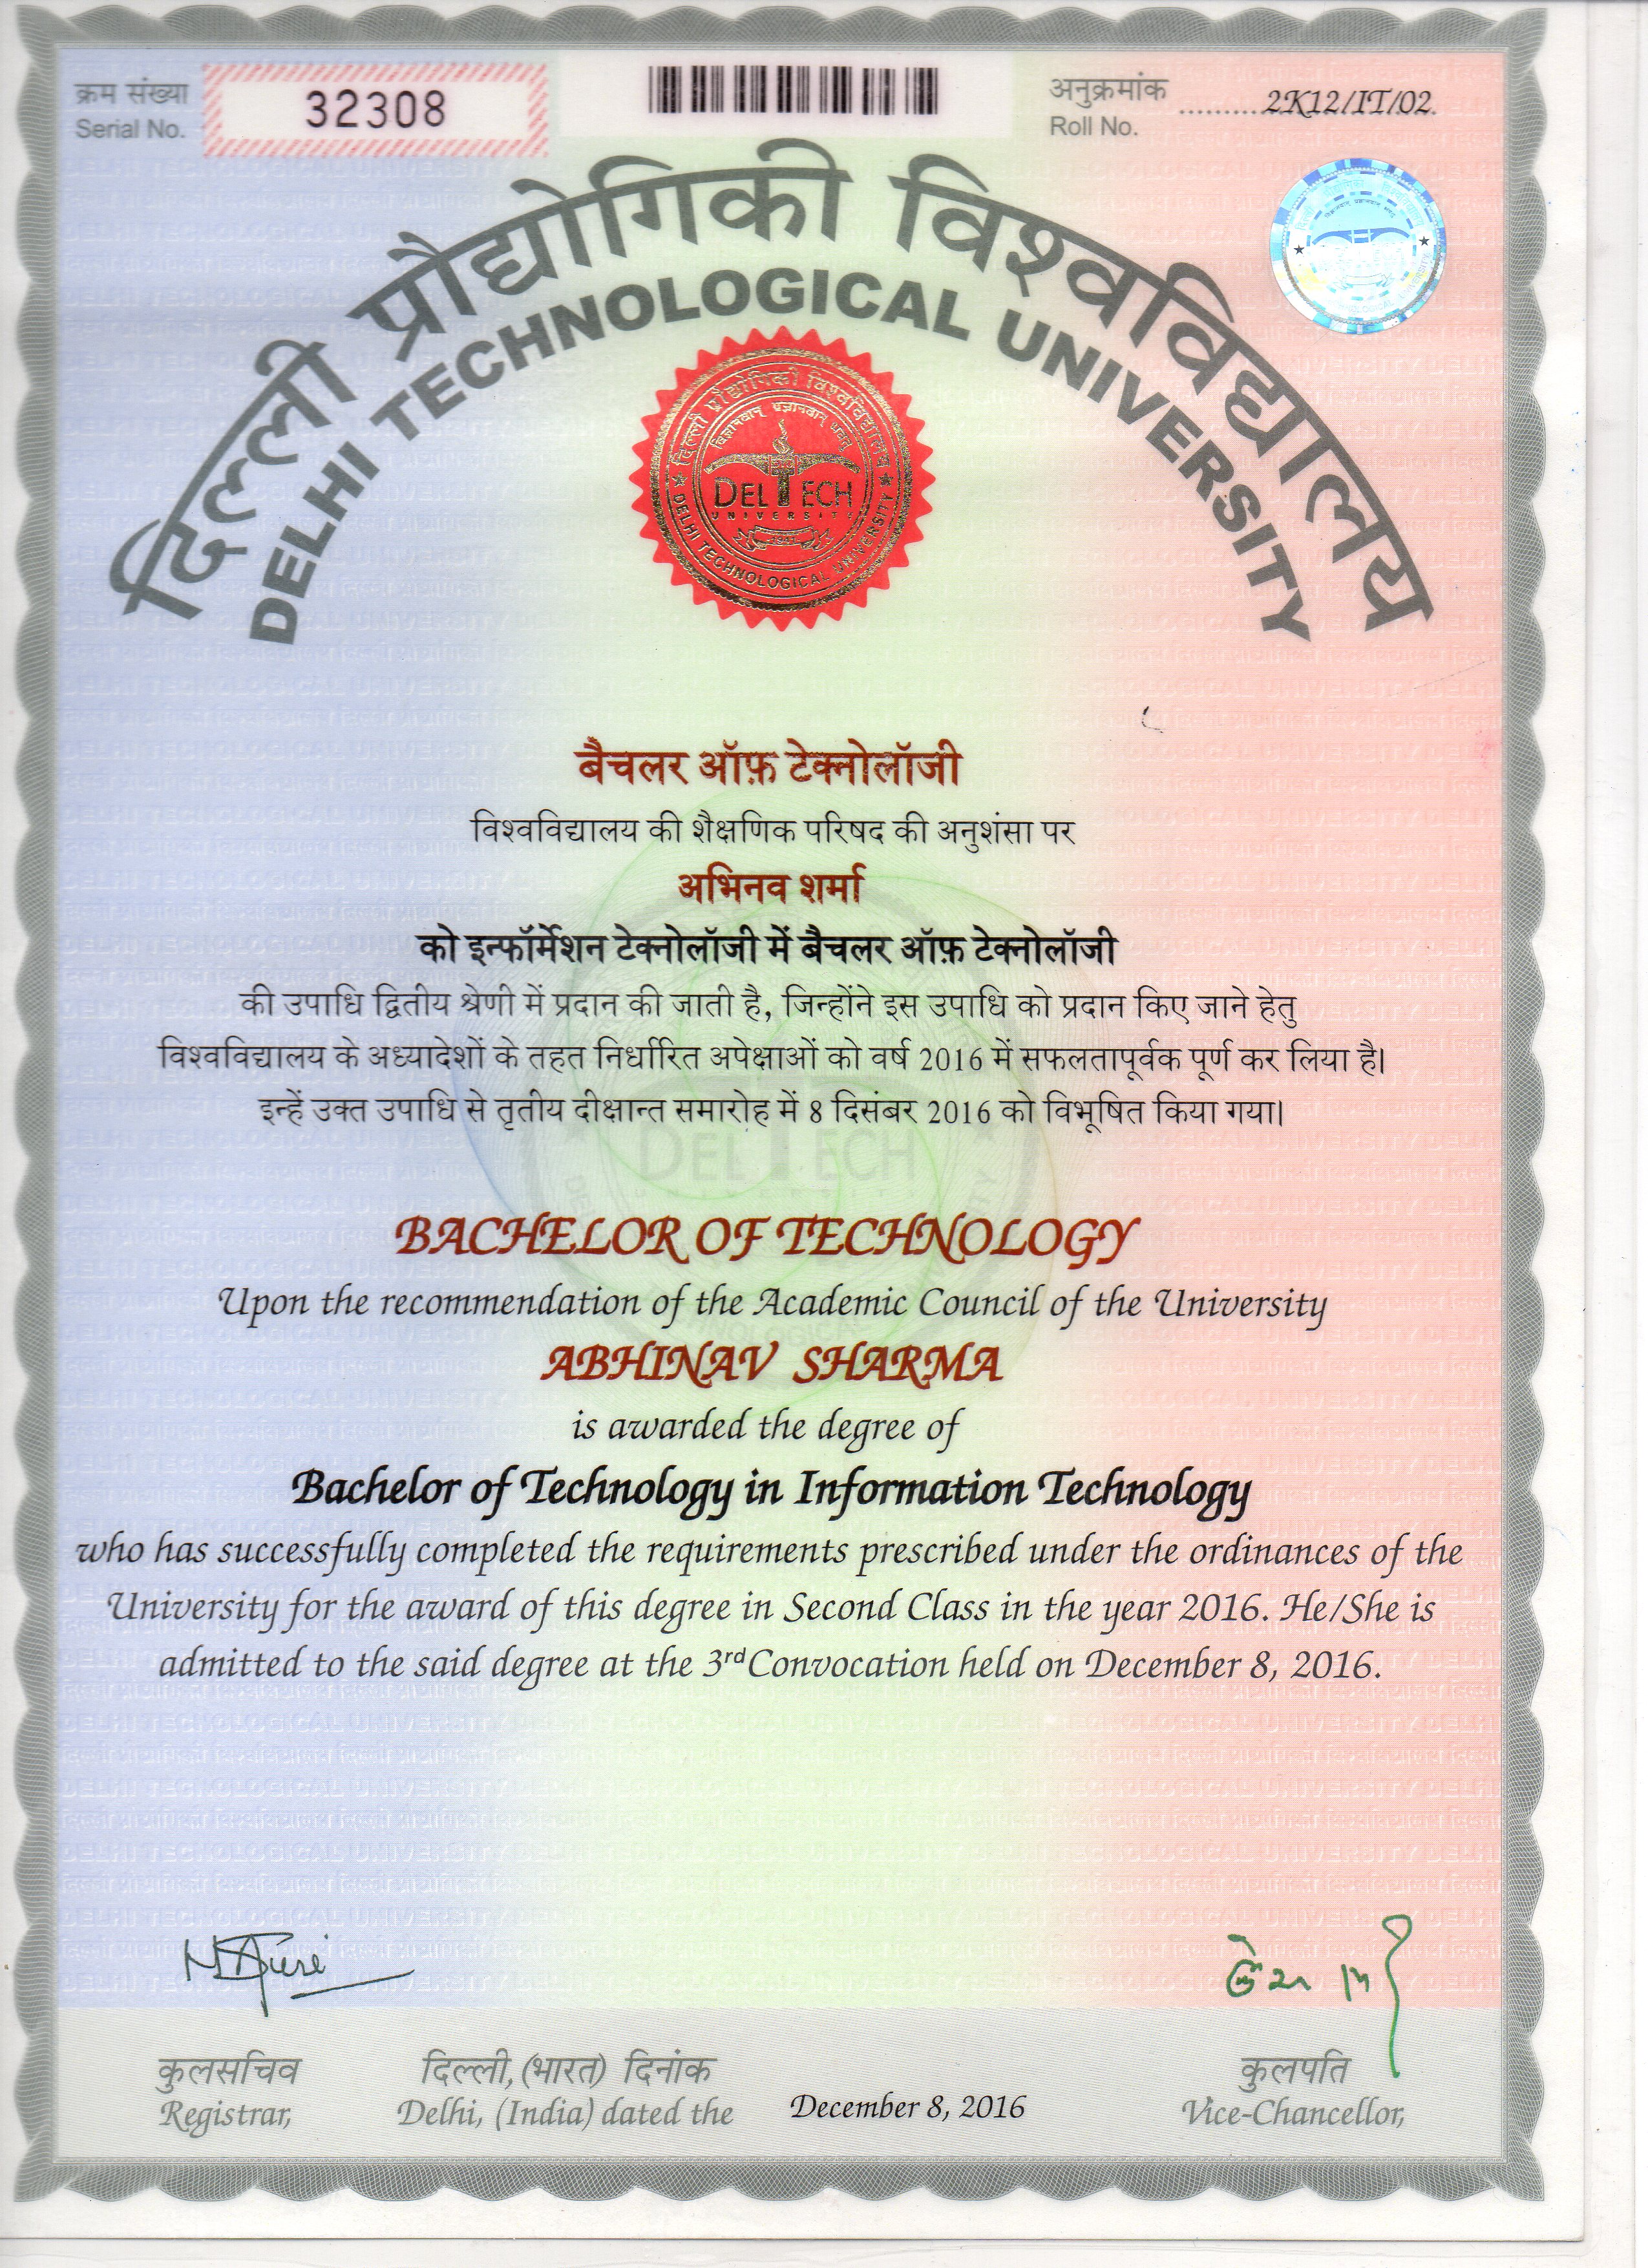 क्रम संख्या
Serial No.
32308
अनुक्रमांक
Roll No.
..........2K12/IT/02.
दिल्ली प्रौद्योगिकी विश्वविद्यालय
DELHI TECHNOLOGICAL UNIVERSITY
दिल्ली प्रौद्योगिकी विश्वविद्यालय
DELTECH
UNIVERSITY
DELHI TECHNOLOGICAL UNIVERSITY
बैचलर ऑफ़ टेक्नोलॉजी
विश्वविद्यालय की शैक्षणिक परिषद की अनुशंसा पर
अभिनव शर्मा
को इन्फॉर्मेशन टेक्नोलॉजी में बैचलर ऑफ़ टेक्नोलॉजी
की उपाधि द्वितीय श्रेणी में प्रदान की जाती है, जिन्होंने इस उपाधि को प्रदान किए जाने हेतु
विश्वविद्यालय के अध्यादेशों के तहत निर्धारित अपेक्षाओं को वर्ष 2016 में सफलतापूर्वक पूर्ण कर लिया है।
इन्हें उक्त उपाधि से तृतीय दीक्षान्त समारोह में 8 दिसंबर 2016 को विभूषित किया गया।
DELTECH
BACHELOR OF TECHNOLOGY
Upon the recommendation of the Academic Council of the University
ABHINAV SHARMA
is awarded the degree of
Bachelor of Technology in Information Technology
who has successfully completed the requirements prescribed under the ordinances of the
University for the award of this degree in Second Class in the year 2016. He/She is
admitted to the said degree at the 3rd Convocation held on December 8, 2016.
कुलसचिव
Registrar,
दिल्ली, (भारत) दिनांक
Delhi, (India) dated the
December 8, 2016
कुलपति
Vice-Chancellor,